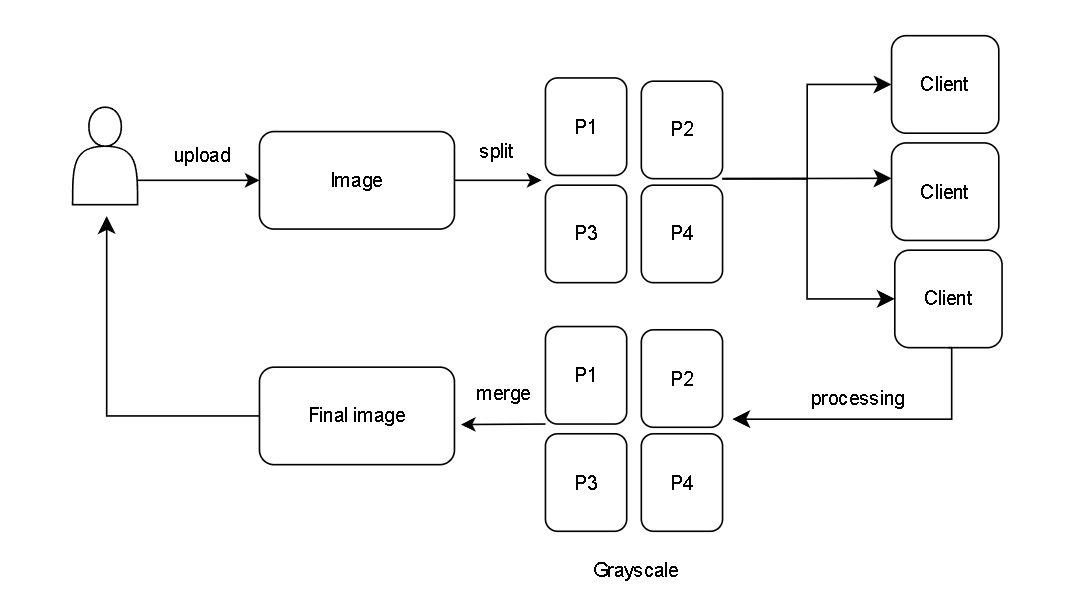 upload
Image
split
P1
P2
P3
P4
Client
Client
Client
processing
P1
P2
P3
P4
merge
Final image
Grayscale